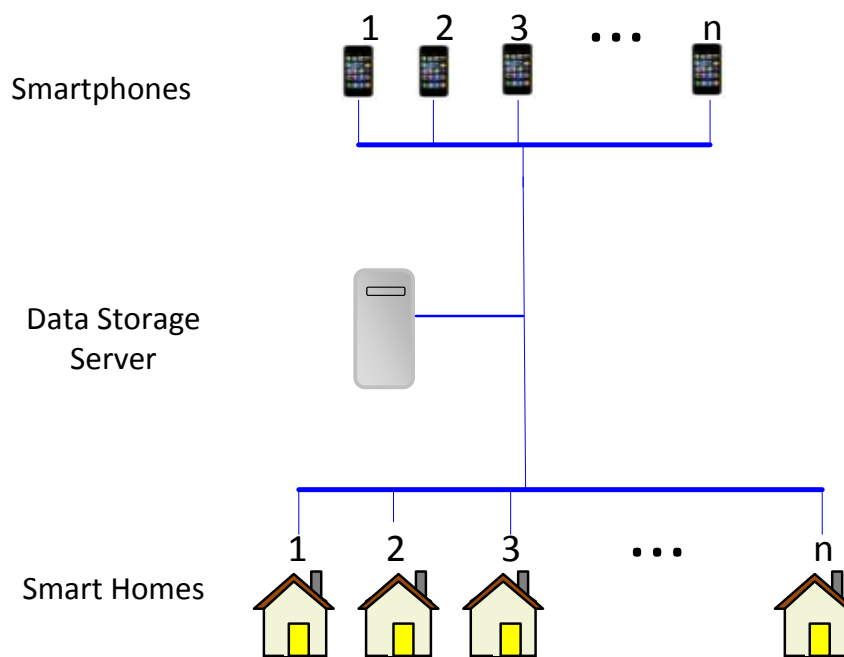 1 2 3 ... n
Smartphones
Data Storage
Server
1 2 3 ... n
Smart Homes